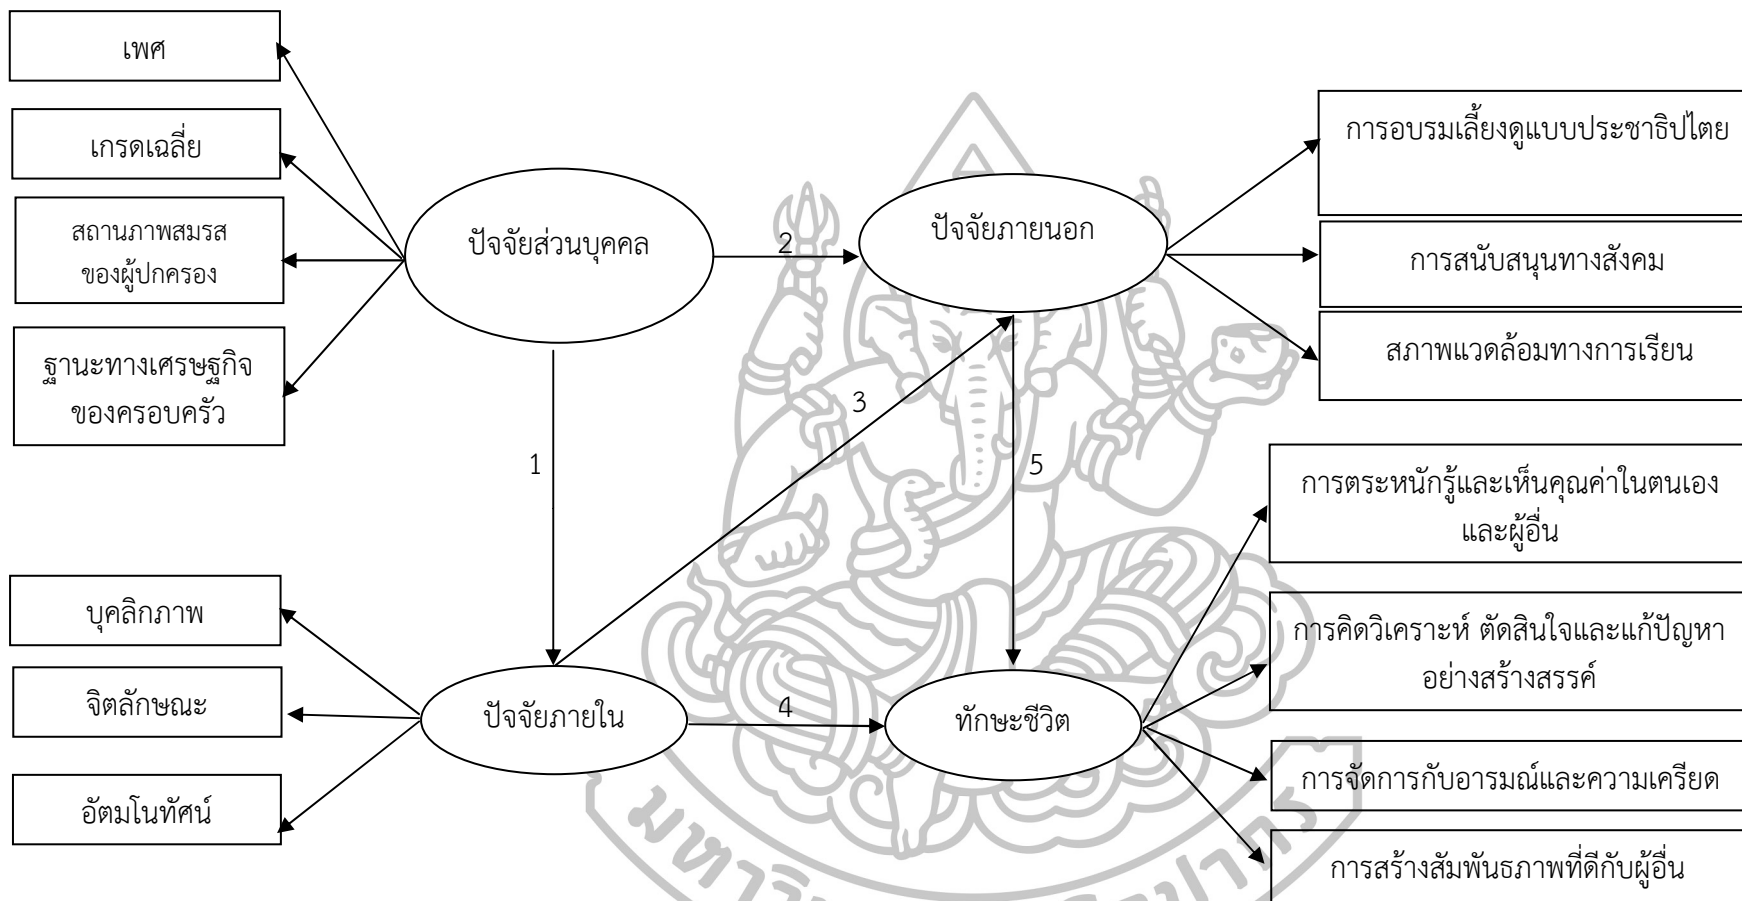 เพศ
เกรดเฉลี่ย
สถานภาพสมรส
ของผู้ปกครอง
ฐานะทางเศรษฐกิจ
ของครอบครัว
ปัจจัยส่วนบุคคล
2
ปัจจัยภายนอก
การอบรมเลี้ยงดูแบบประชาธิปไตย
การสนับสนุนทางสังคม
สภาพแวดล้อมทางการเรียน
1
3
5
บุคลิกภาพ
จิตลักษณะ
อัตมโนทัศน์
ปัจจัยภายใน
4
ทักษะชีวิต
การตระหนักรู้และเห็นคุณค่าในตนเอง
และผู้อื่น
การคิดวิเคราะห์ ตัดสินใจและแก้ปัญหา
อย่างสร้างสรรค์
การจัดการกับอารมณ์และความเครียด
การสร้างสัมพันธภาพที่ดีกับผู้อื่น